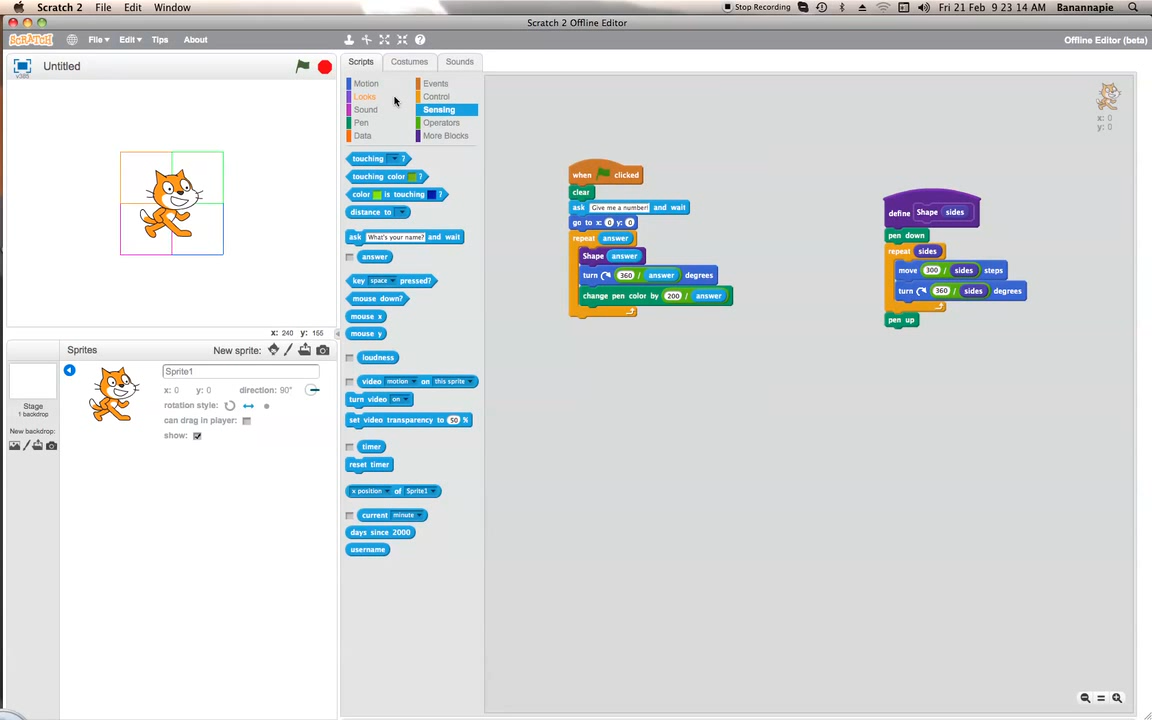 Scratch 2 File Edit Window Stop Recording Fri 21 Feb 9 23 14 AM Banannapie
Scratch 2 Offline Editor
SCRATCH File Edit Tips About Offline Editor (beta)
v385 Untitled
Scripts Costumes Sounds
Motion Events
Looks Control
Sound Sensing
Pen Operators
Data More Blocks
touching ?
touching color ?
color is touching ?
distance to
ask What's your name? and wait
answer
key space pressed?
mouse down?
mouse x
mouse y
loudness
video motion on this sprite
turn video on
set video transparency to 50 %
timer
reset timer
x position of Sprite1
current minute
days since 2000
username
when clicked
clear
ask Give me a number! and wait
go to x: 0 y: 0
repeat answer
Shape answer
turn 360 / answer degrees
change pen color by 200 / answer
define Shape sides
pen down
repeat sides
move 300 / sides steps
turn 360 / sides degrees
pen up
x: 0
y: 0
x: 240 y: 155
Sprites New sprite:
Sprite1
x: 0 y: 0 direction: 90°
rotation style:
can drag in player:
show:
Stage
1 backdrop
New backdrop: